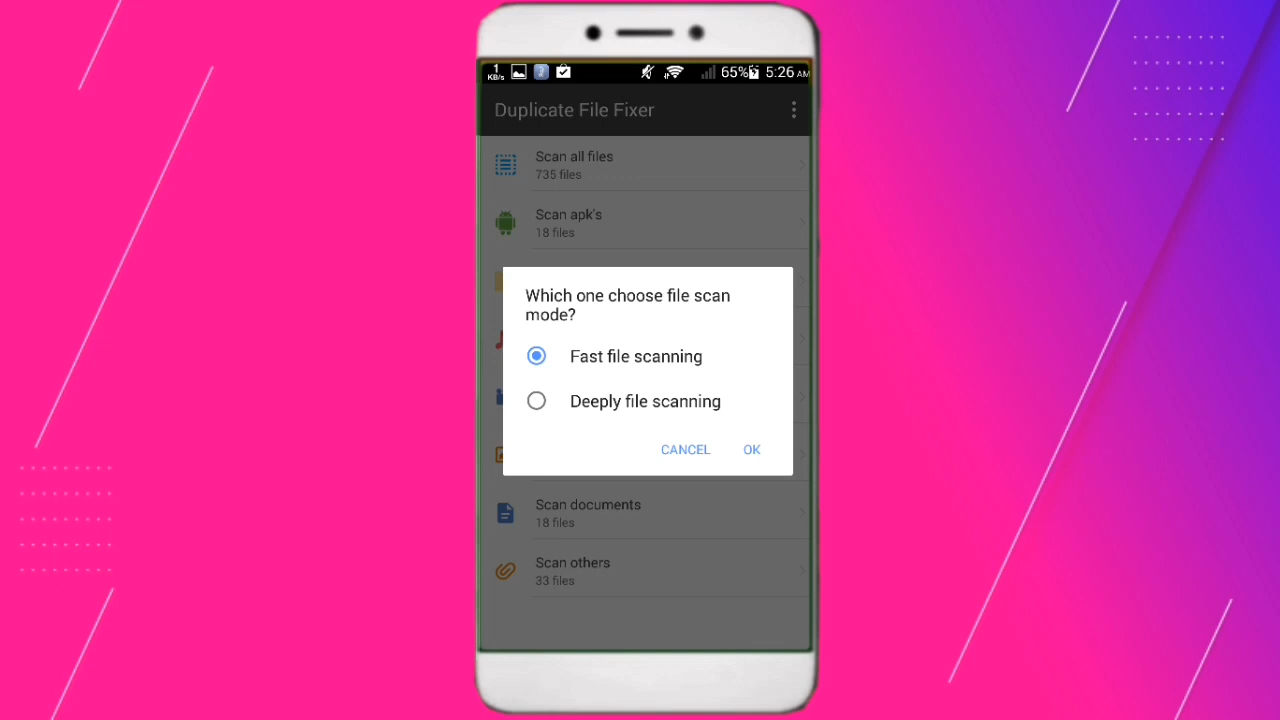 1
KB/s
65%
5:26 AM
Duplicate File Fixer
Scan all files
735 files
Scan apk's
18 files
Which one choose file scan
mode?
Fast file scanning
Deeply file scanning
CANCEL
OK
Scan documents
18 files
Scan others
33 files